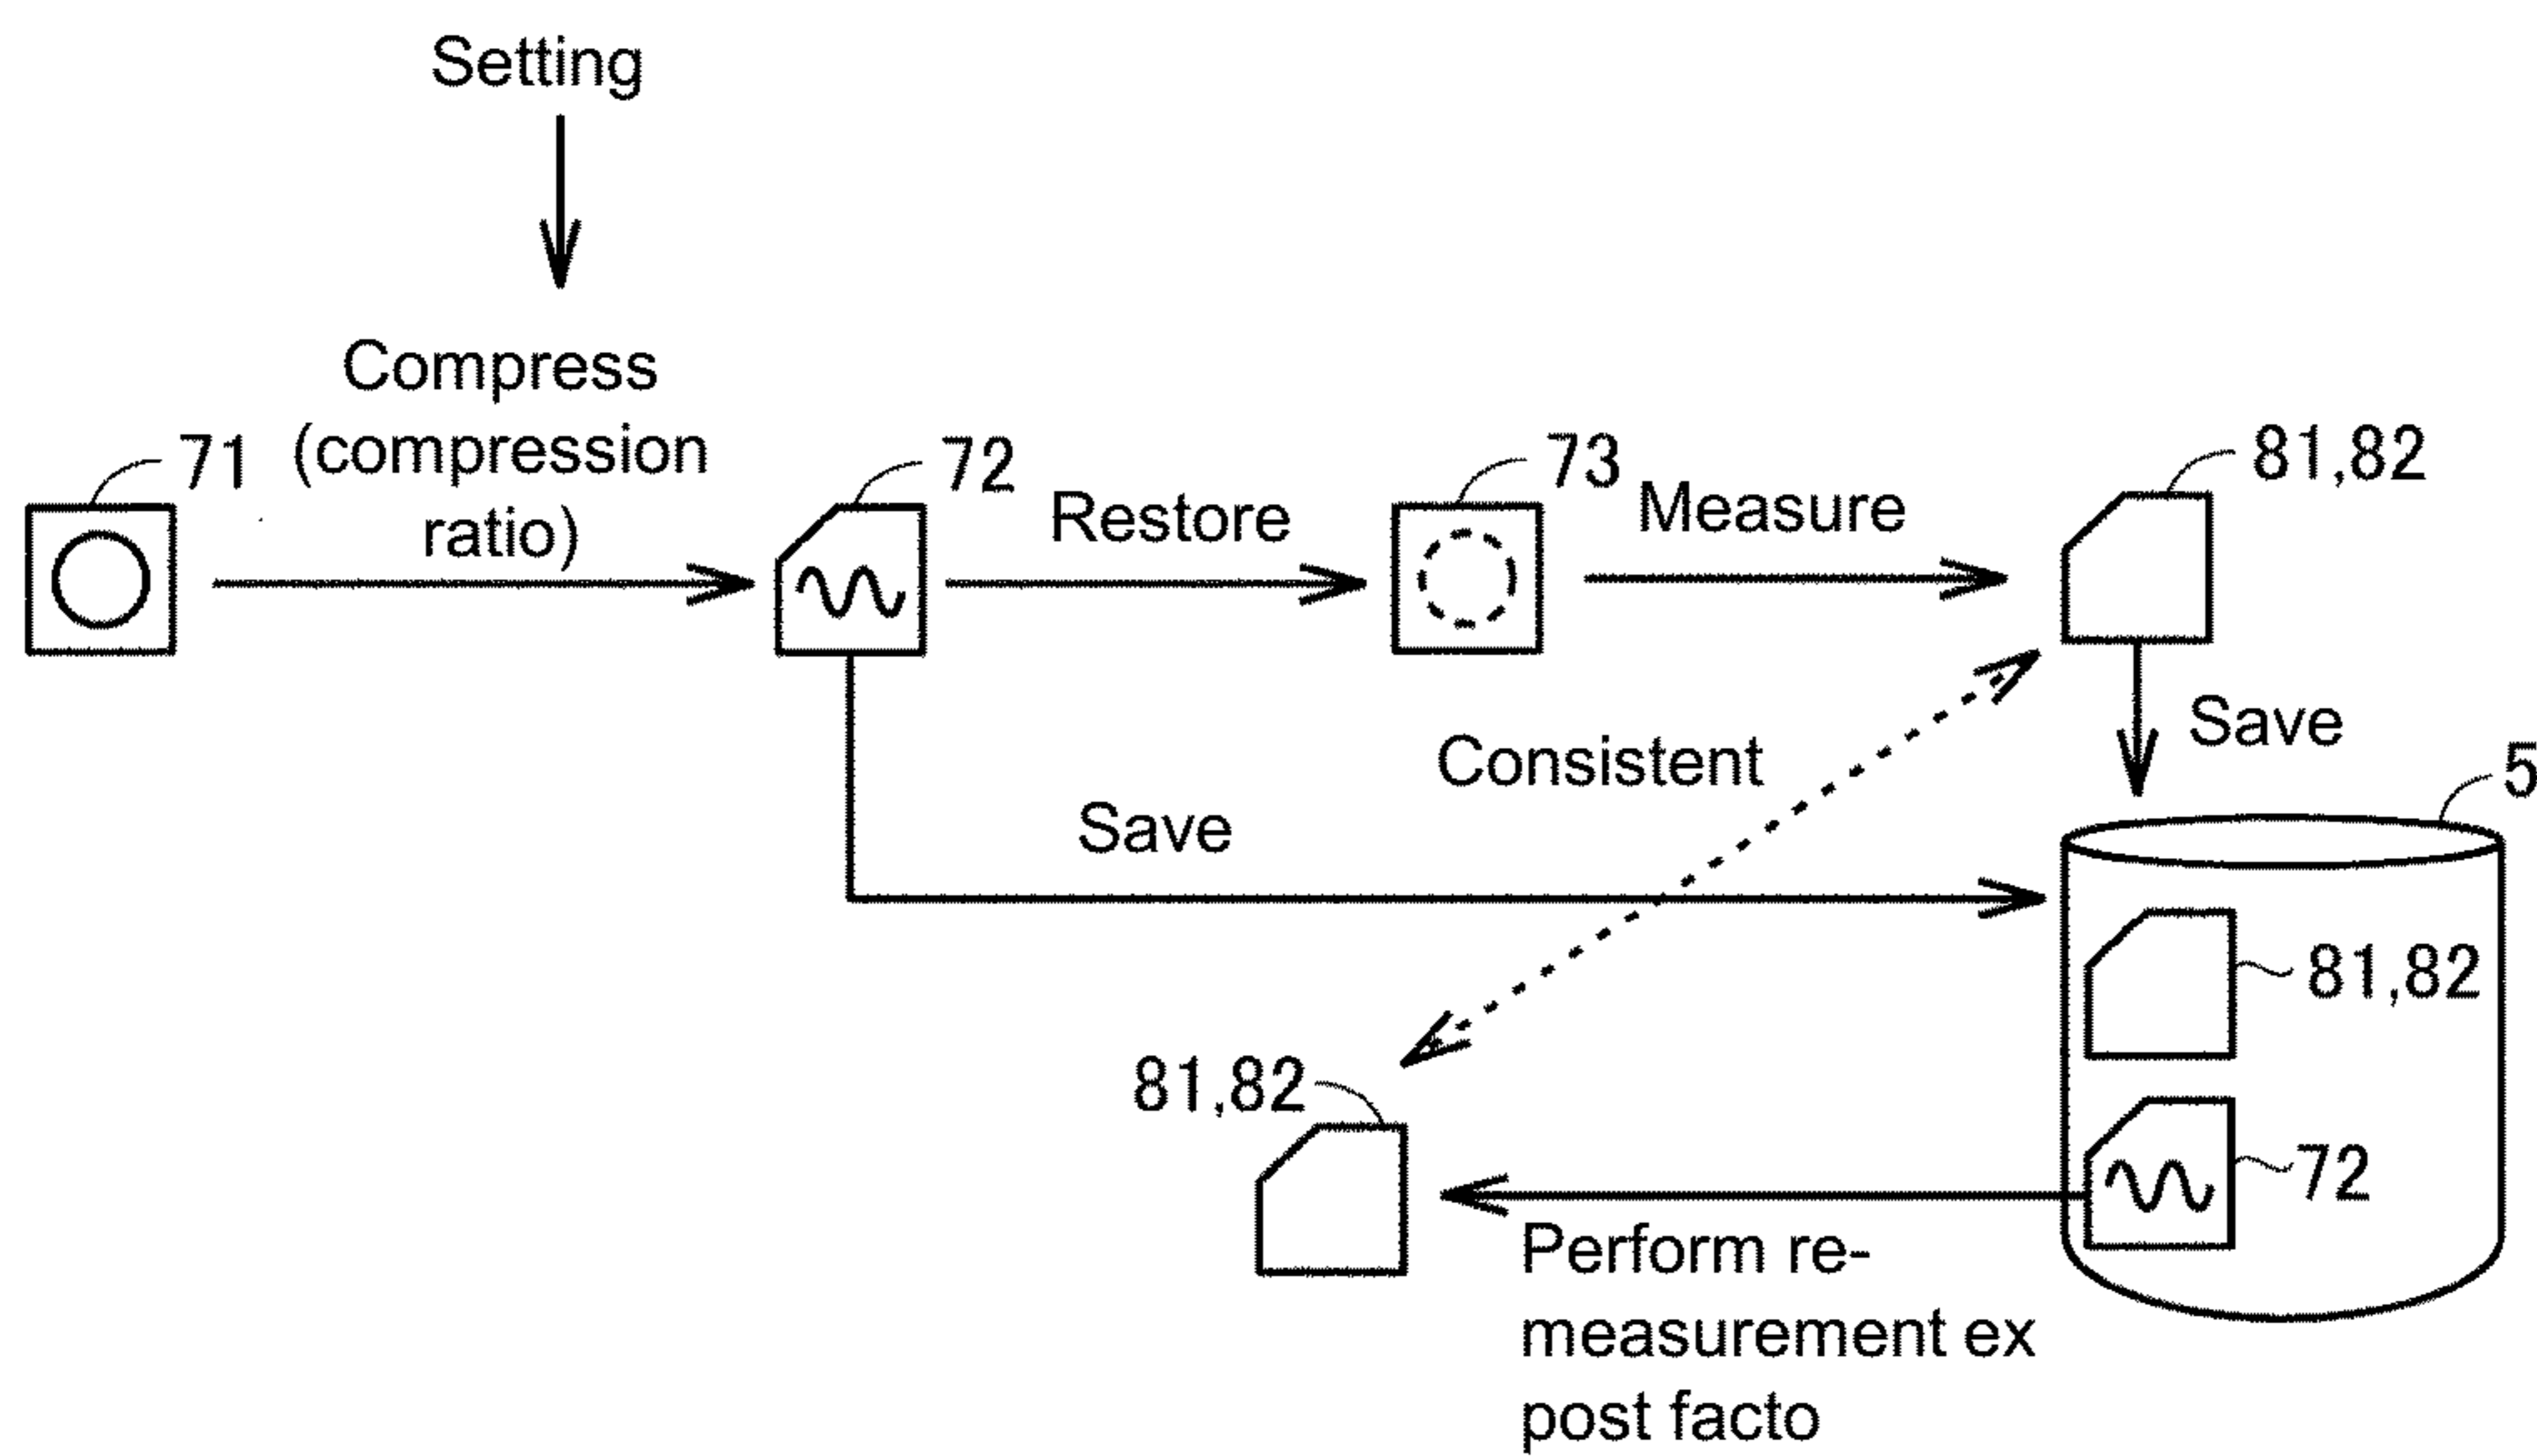 Setting
Compress
(compression
ratio)
71
72
Restore
73
Measure
81,82
Save
Consistent
Save
5
81,82
81,82
72
Perform re-
measurement ex
post facto